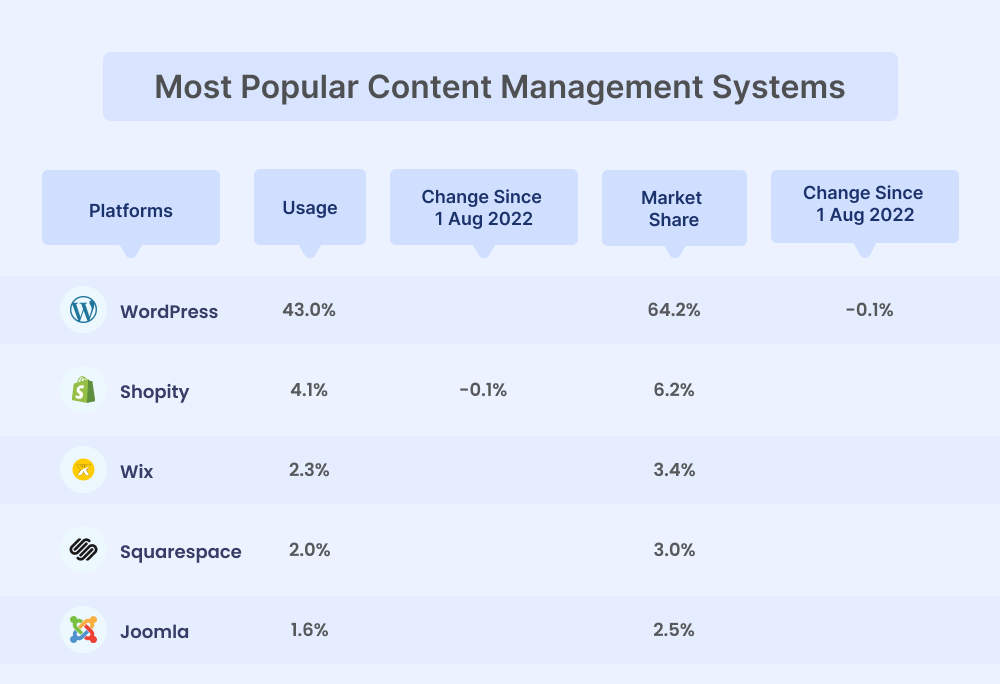 Most Popular Content Management Systems
Platforms
Usage
Change Since
1 Aug 2022
Market
Share
Change Since
1 Aug 2022
WordPress 43.0% 64.2% -0.1%
Shopity 4.1% -0.1% 6.2%
Wix 2.3% 3.4%
Squarespace 2.0% 3.0%
Joomla 1.6% 2.5%